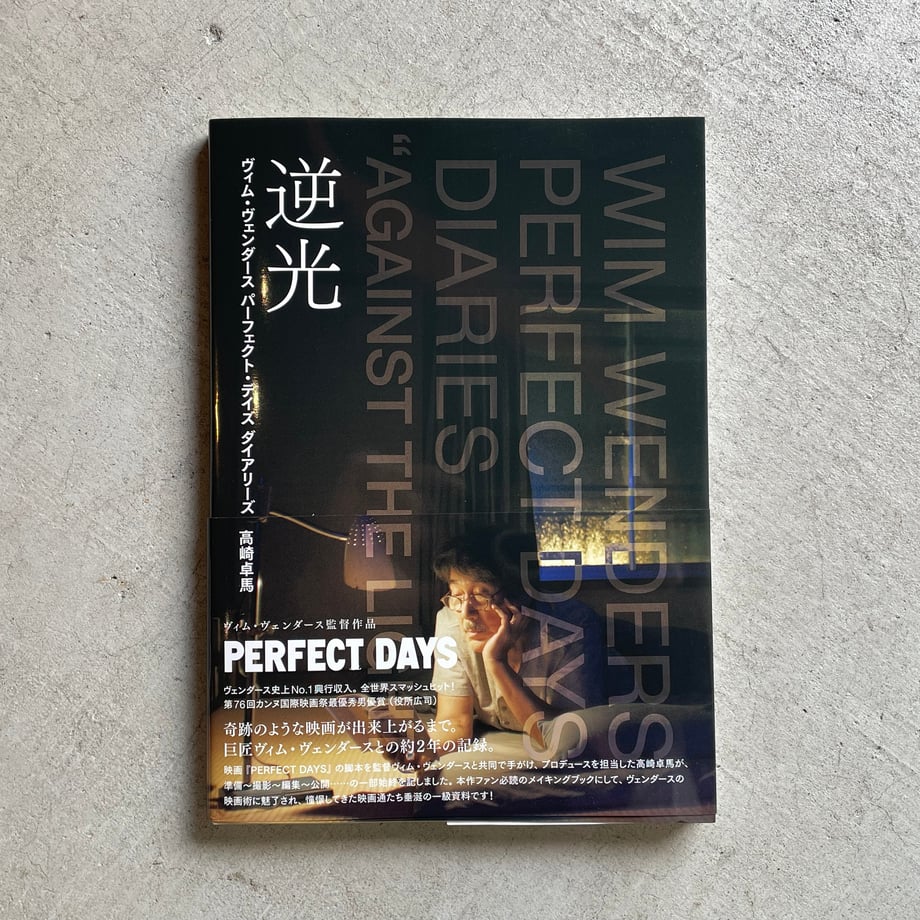 WIM WENDERS
PERFECT DAYS
DIARIES
“AGAINST THE LIGHT
逆光
ヴィム・ヴェンダース パーフェクト・デイズ ダイアリーズ 高崎卓馬
ヴィム・ヴェンダース監督作品
PERFECT DAYS
ヴェンダース史上No.1興行収入。全世界スマッシュヒット!
第76回カンヌ国際映画祭最優秀男優賞（役所広司）
奇跡のような映画が出来上がるまで。
巨匠ヴィム・ヴェンダースとの約2年の記録。
映画『PERFECT DAYS』の脚本を監督ヴィム・ヴェンダースと共同で手がけ、プロデュースを担当した高崎卓馬が、
準備〜撮影〜編集〜公開……の一部始終を記しました。本作ファン必読のメイキングブックにして、ヴェンダースの
映画術に魅了され、憧憬してきた映画通たち垂涎の一級資料です!